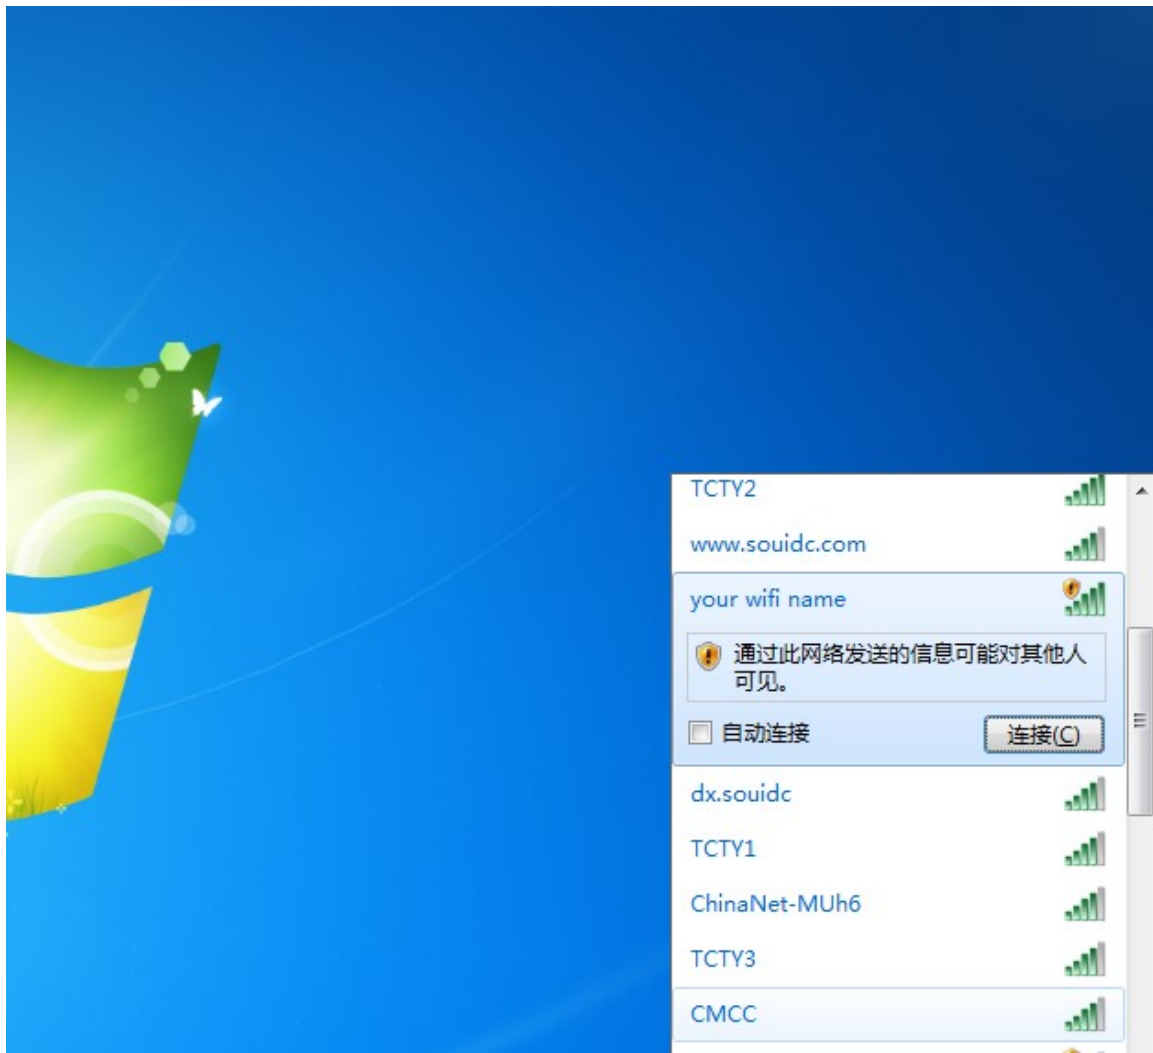 TCTY2
www.souidc.com
your wifi name
通过此网络发送的信息可能对其他人
可见。
自动连接
连接(C)
dx.souidc
TCTY1
ChinaNet-MUh6
TCTY3
CMCC